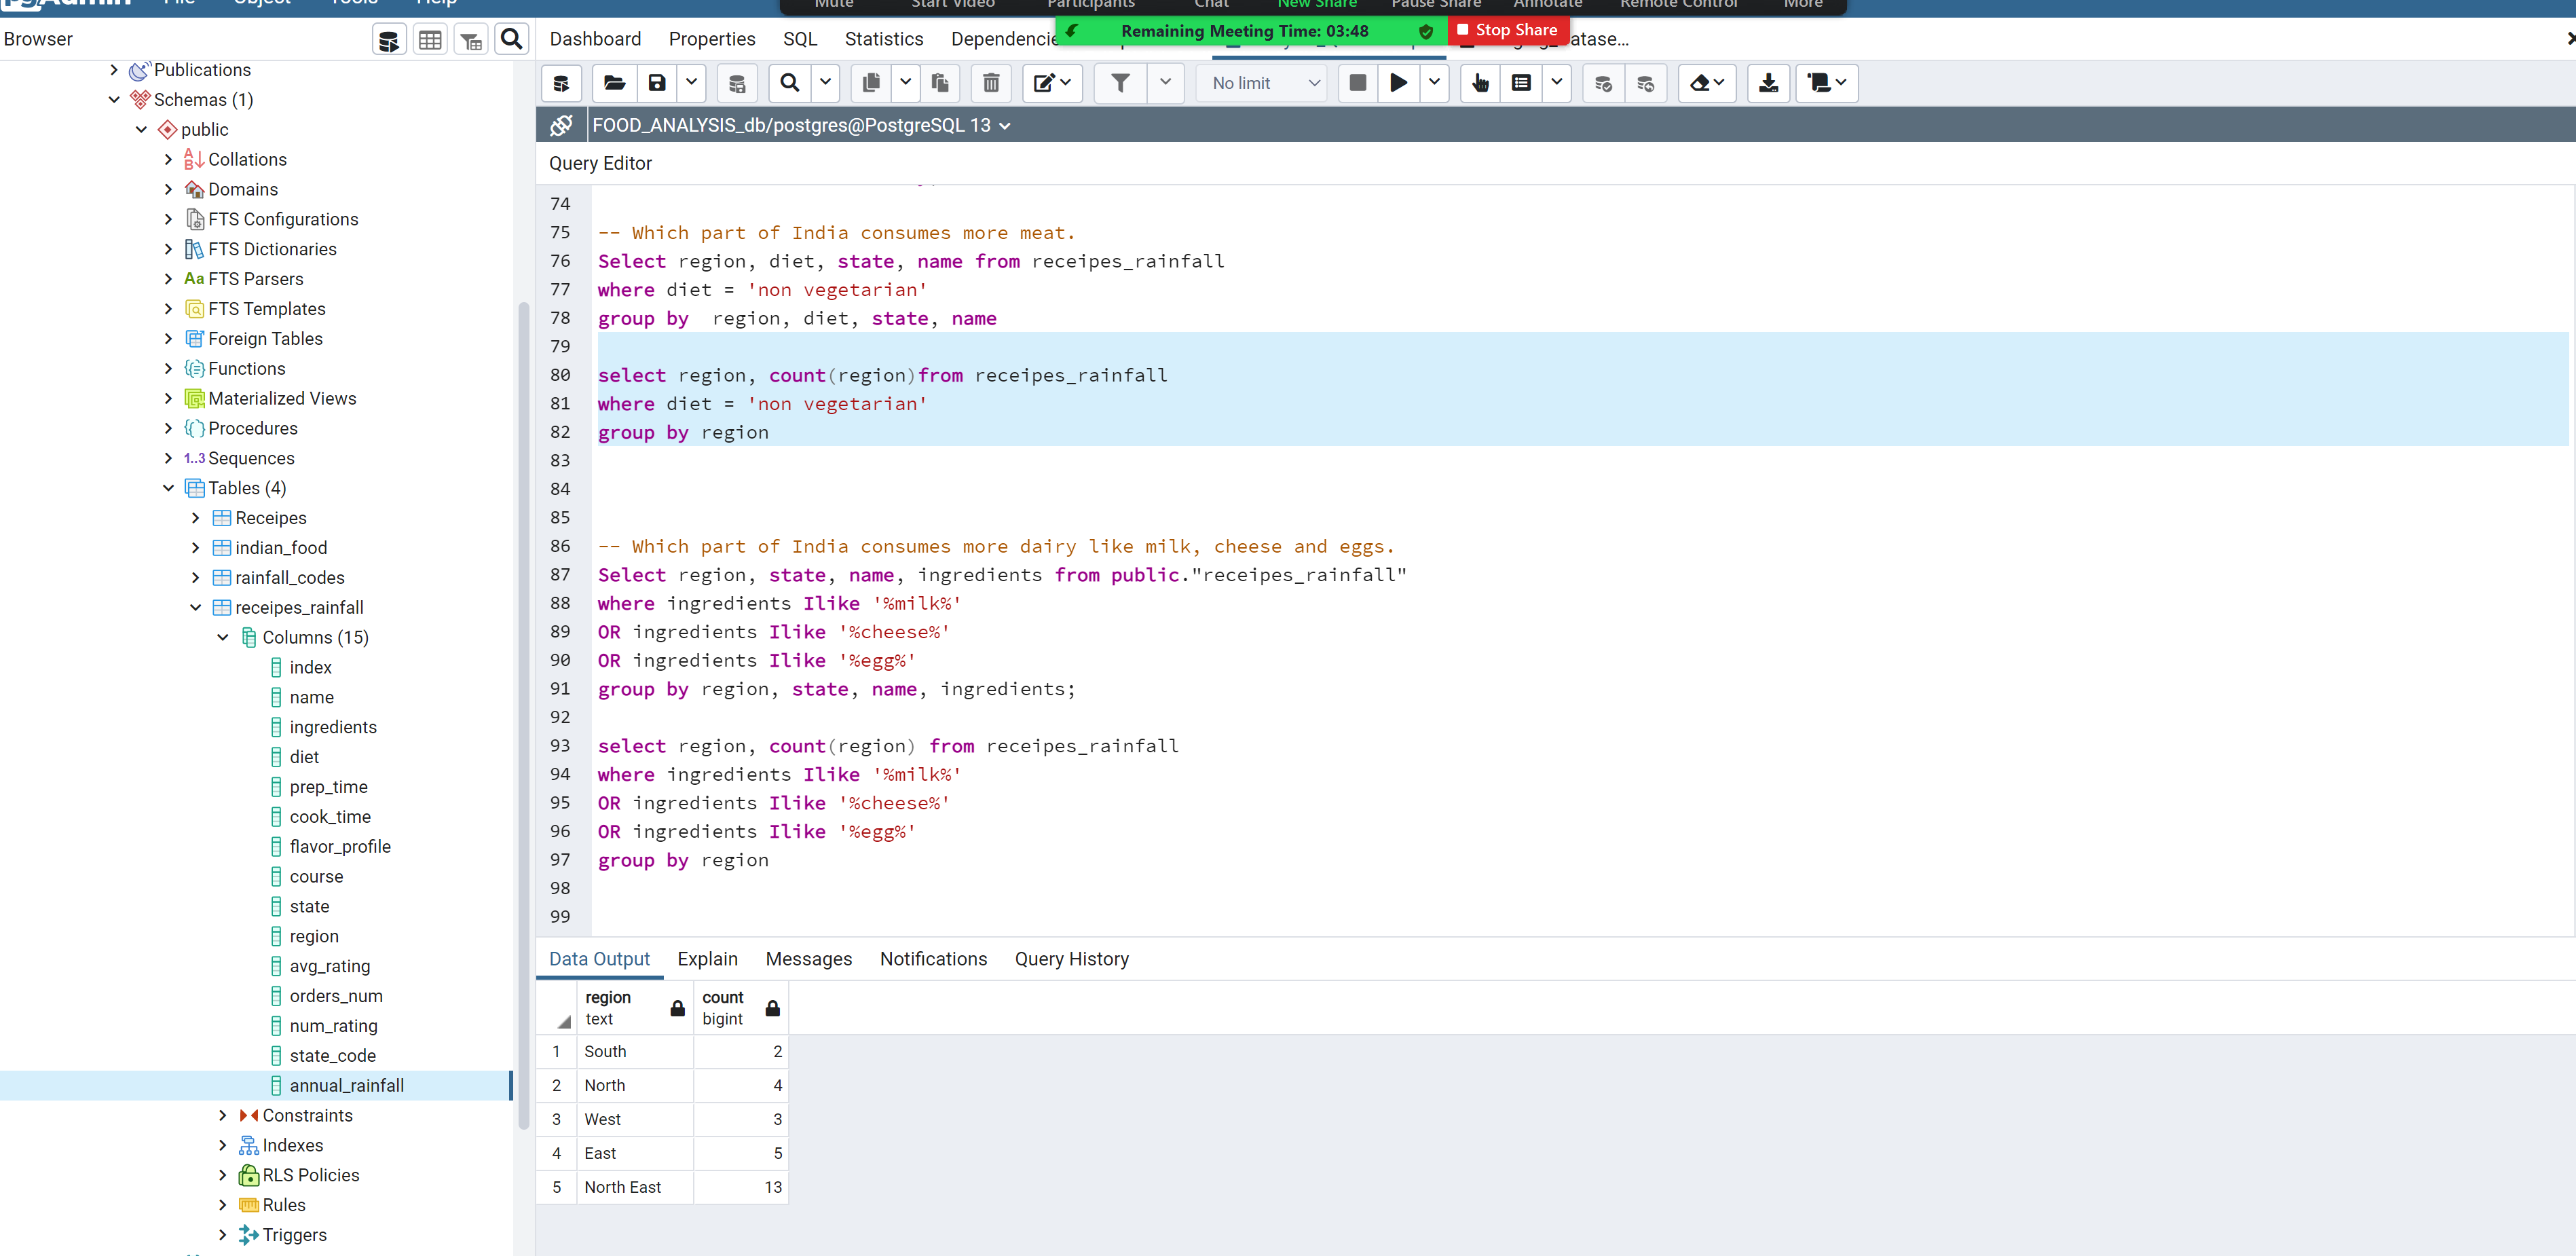 Mute Start Video Participants Chat New Share Pause Share Annotate Remote Control More
Remaining Meeting Time: 03:48 Stop Share
Browser
Dashboard Properties SQL Statistics
No limit
FOOD_ANALYSIS_db/postgres@PostgreSQL 13
Query Editor
Publications
Schemas (1)
public
Collations
Domains
FTS Configurations
FTS Dictionaries
Aa FTS Parsers
FTS Templates
Foreign Tables
Functions
Materialized Views
Procedures
1..3 Sequences
Tables (4)
Receipes
indian_food
rainfall_codes
receipes_rainfall
Columns (15)
index
name
ingredients
diet
prep_time
cook_time
flavor_profile
course
state
region
avg_rating
orders_num
num_rating
state_code
annual_rainfall
Constraints
Indexes
RLS Policies
Rules
Triggers
74
75 -- Which part of India consumes more meat.
76 Select region, diet, state, name from receipes_rainfall
77 where diet = 'non vegetarian'
78 group by  region, diet, state, name
79
80 select region, count(region)from receipes_rainfall
81 where diet = 'non vegetarian'
82 group by region
83
84
85
86 -- Which part of India consumes more dairy like milk, cheese and eggs.
87 Select region, state, name, ingredients from public."receipes_rainfall"
88 where ingredients Ilike '%milk%'
89 OR ingredients Ilike '%cheese%'
90 OR ingredients Ilike '%egg%'
91 group by region, state, name, ingredients;
92
93 select region, count(region) from receipes_rainfall
94 where ingredients Ilike '%milk%'
95 OR ingredients Ilike '%cheese%'
96 OR ingredients Ilike '%egg%'
97 group by region
98
99
Data Output Explain Messages Notifications Query History
region count
text bigint
1 South 2
2 North 4
3 West 3
4 East 5
5 North East 13